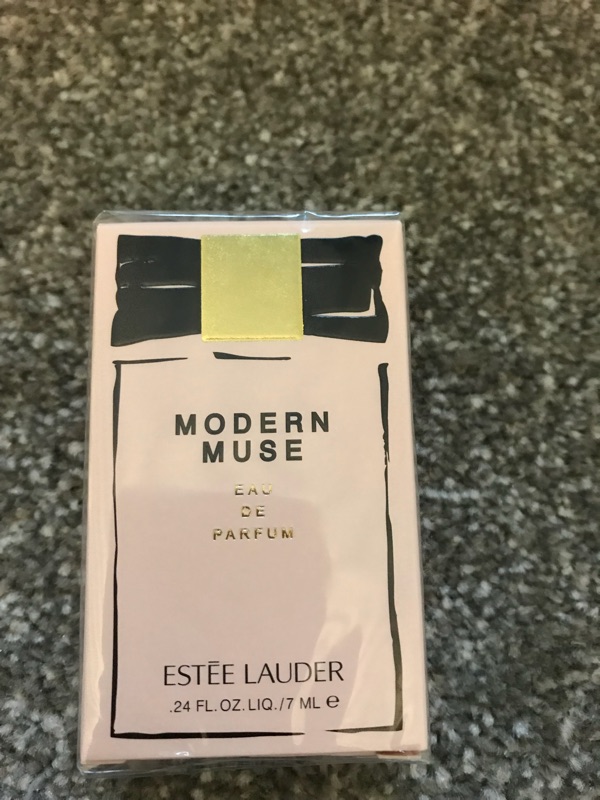 MODERN
MUSE
EAU
DE
PARFUM
ESTĒE LAUDER
.24 FL.OZ.LIQ./7 ML ℮